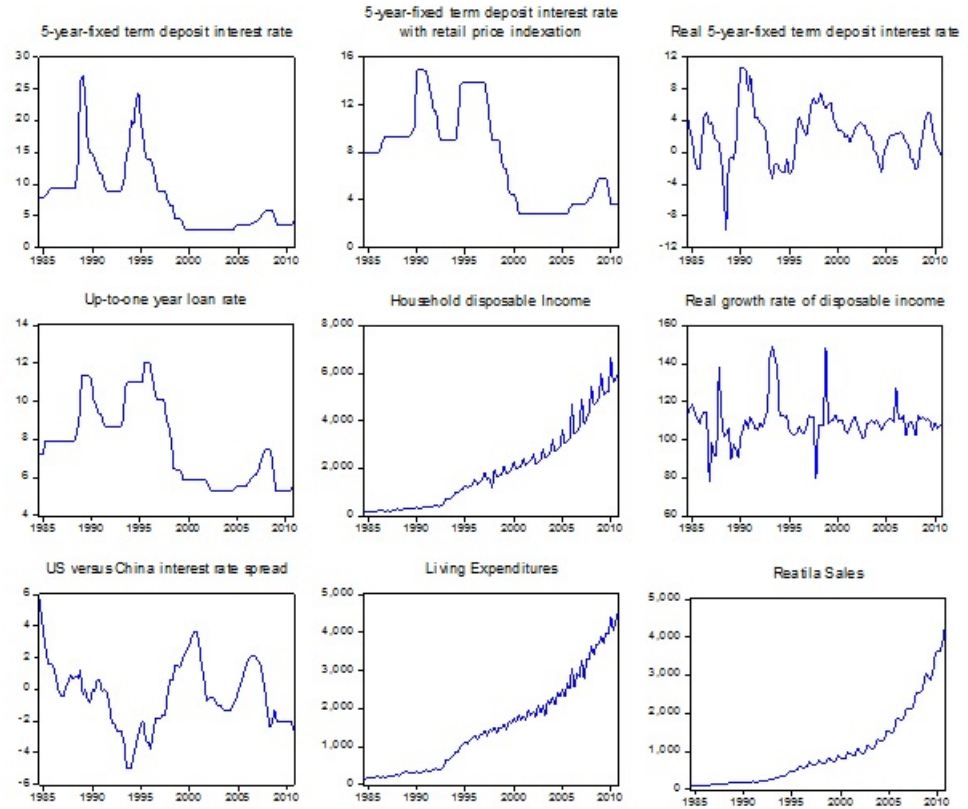 5-year-fixed term deposit interest rate
30
25
20
15
10
5
0
1985 1990 1995 2000 2005 2010
5-year-fixed term deposit interest rate
with retail price indexation
16
12
8
4
0
1985 1990 1995 2000 2005 2010
Real 5-year-fixed term deposit interest rate
12
8
4
0
-4
-8
-12
1985 1990 1995 2000 2005 2010
Up-to-one year loan rate
14
12
10
8
6
4
1985 1990 1995 2000 2005 2010
Household disposable Income
8,000
6,000
4,000
2,000
0
1985 1990 1995 2000 2005 2010
Real growth rate of disposable income
160
140
120
100
80
60
1985 1990 1995 2000 2005 2010
US versus China interest rate spread
6
4
2
0
-2
-4
-6
1985 1990 1995 2000 2005 2010
Living Expenditures
5,000
4,000
3,000
2,000
1,000
0
1985 1990 1995 2000 2005 2010
Reatila Sales
5,000
4,000
3,000
2,000
1,000
0
1985 1990 1995 2000 2005 2010